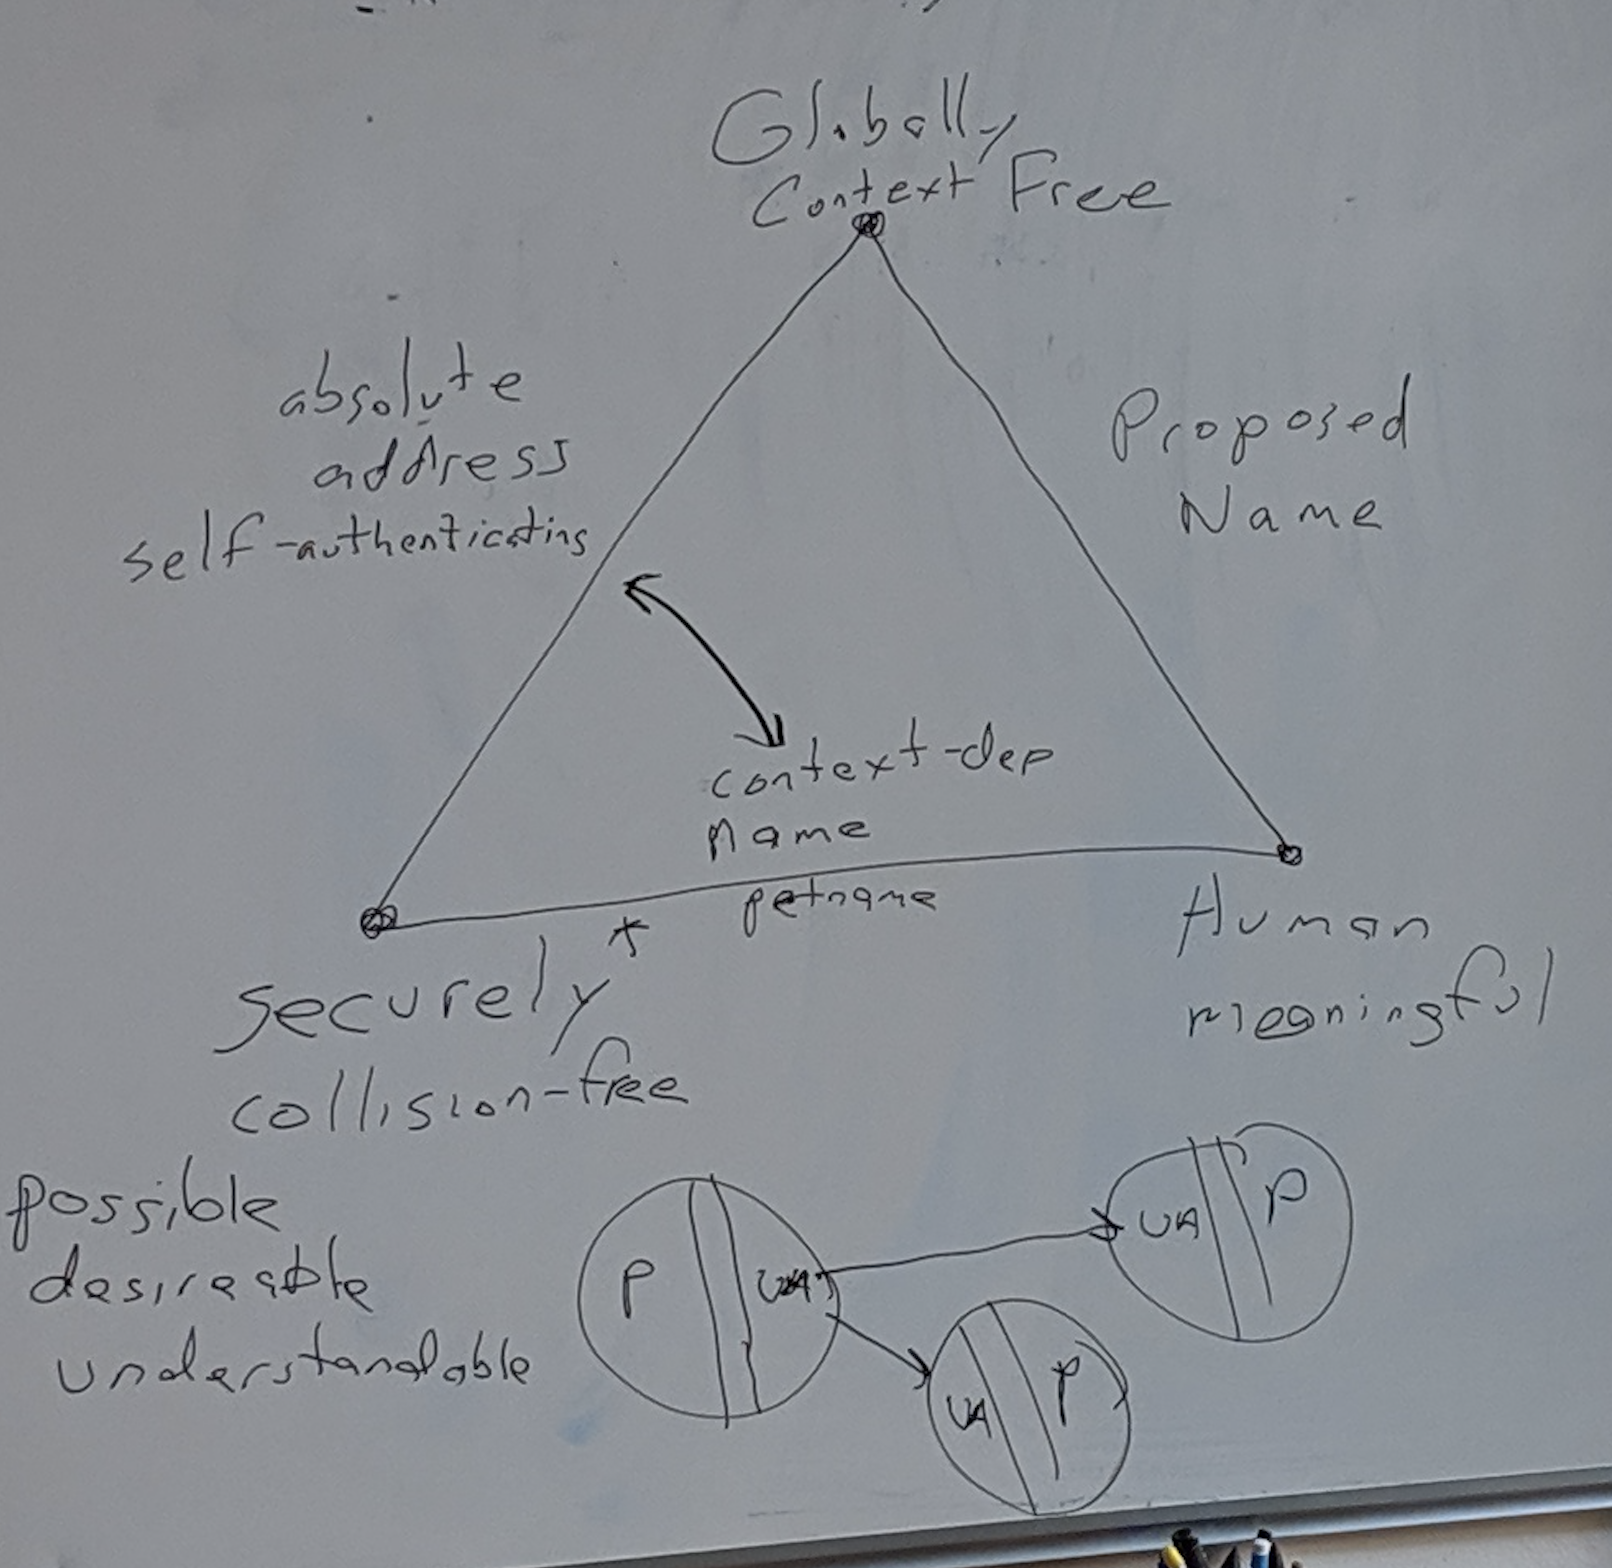 Globally
Context Free
absolute
address
self-authenticating
Proposed
Name
context-dep
name
petname
securely*
collision-free
Human
meaningful
possible
desireable
understandable
P UA
UA P
UA P